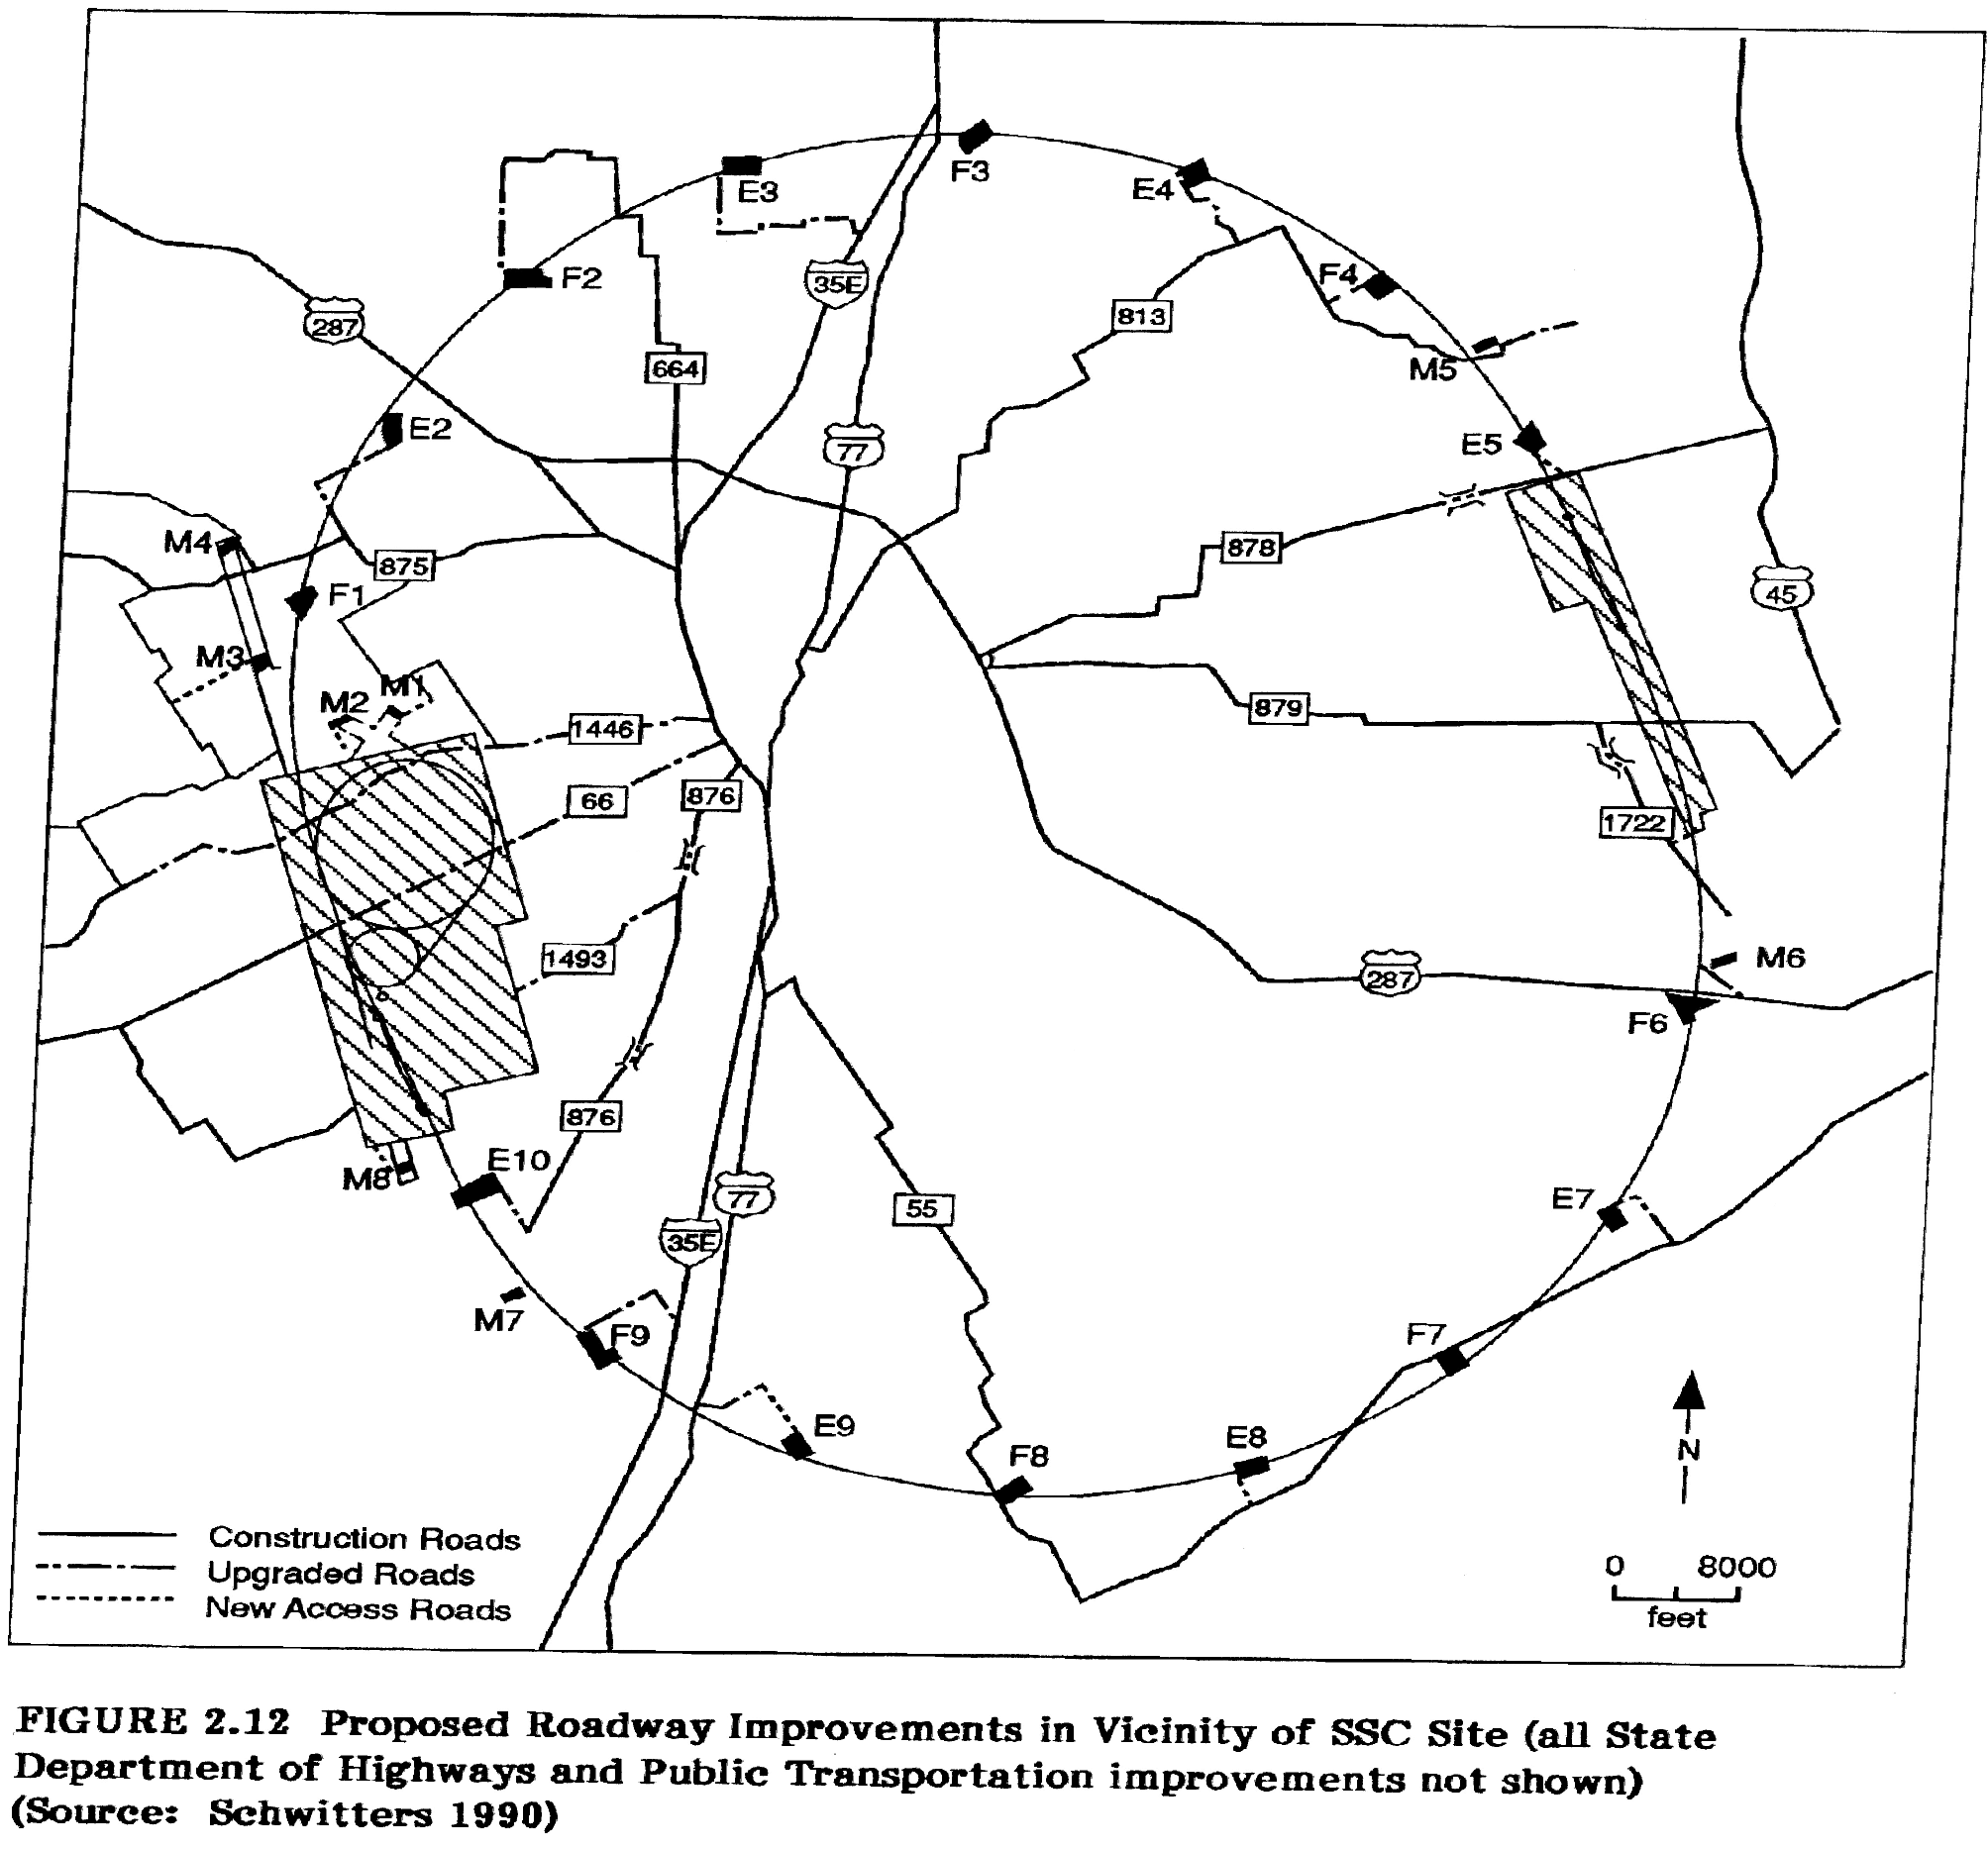 F3
E3
E4
F2
35E
F4
813
287
664
M5
E2
77
E5
M4
878
875
F1
45
M3
M1
M2
879
1446
66
876
1722
1493
M6
287
F6
876
E10
M8
77
E7
55
35E
M7
F9
F7
E9
E8
F8
N
Construction Roads
Upgraded Roads
New Access Roads
0 8000
feet
FIGURE 2.12 Proposed Roadway Improvements in Vicinity of SSC Site (all State
Department of Highways and Public Transportation improvements not shown)
(Source: Schwitters 1990)